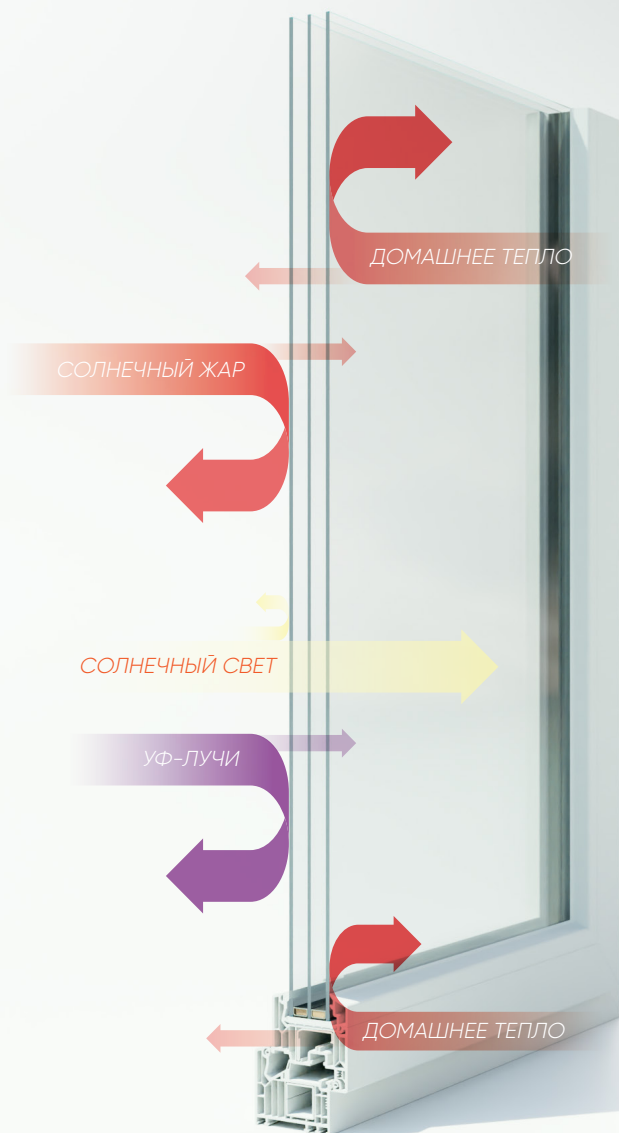 ДОМАШНЕЕ ТЕПЛО
СОЛНЕЧНЫЙ ЖАР
СОЛНЕЧНЫЙ СВЕТ
УФ-ЛУЧИ
ДОМАШНЕЕ ТЕПЛО